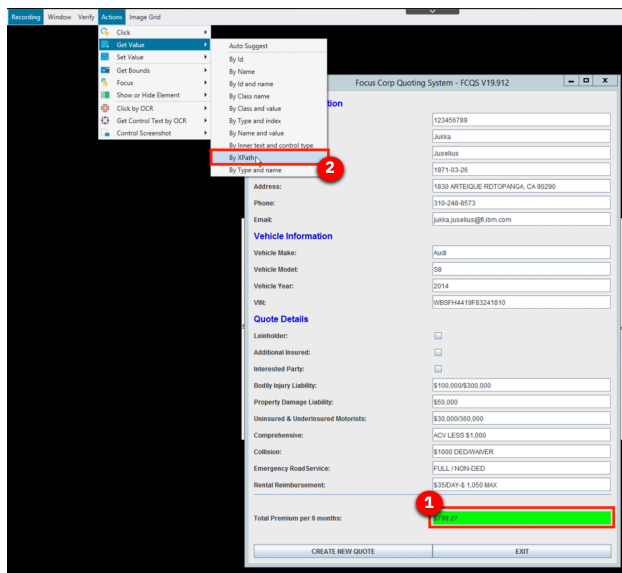 Recording Window Verify Actions Image Grid
Click
Get Value
Set Value
Get Bounds
Focus
Show or Hide Element
Click by OCR
Get Control Text by OCR
Control Screenshot
Auto Suggest
By Id
By Name
By Id and name
By Class name
By Class and value
By Type and index
By Name and value
By Inner text and control type
By XPath
By Type and name
2
Focus Corp Quoting System - FCQS V19.912
tion
123456789
Jukka
Juselius
1971-03-26
Address: 1830 ARTEIQUE RDTOPANGA, CA 90290
Phone: 310-248-8573
Email: jukka.juselius@fi.ibm.com
Vehicle Information
Vehicle Make: Audi
Vehicle Model: S8
Vehicle Year: 2014
VIN: WBSFH4419F83241810
Quote Details
Leinholder:
Additional Insured:
Interested Party:
Bodily Injury Liability: $100,000/$300,000
Property Damage Liability: $50,000
Uninsured & Underinsured Motorists: $30,000/360,000
Comprehensive: ACV LESS $1,000
Collision: $1000 DED/WAIVER
Emergency RoadService: FULL / NON-DED
Rental Reimbursement: $35/DAY-$ 1,050 MAX
1
Total Premium per 6 months: $799.27
CREATE NEW QUOTE EXIT